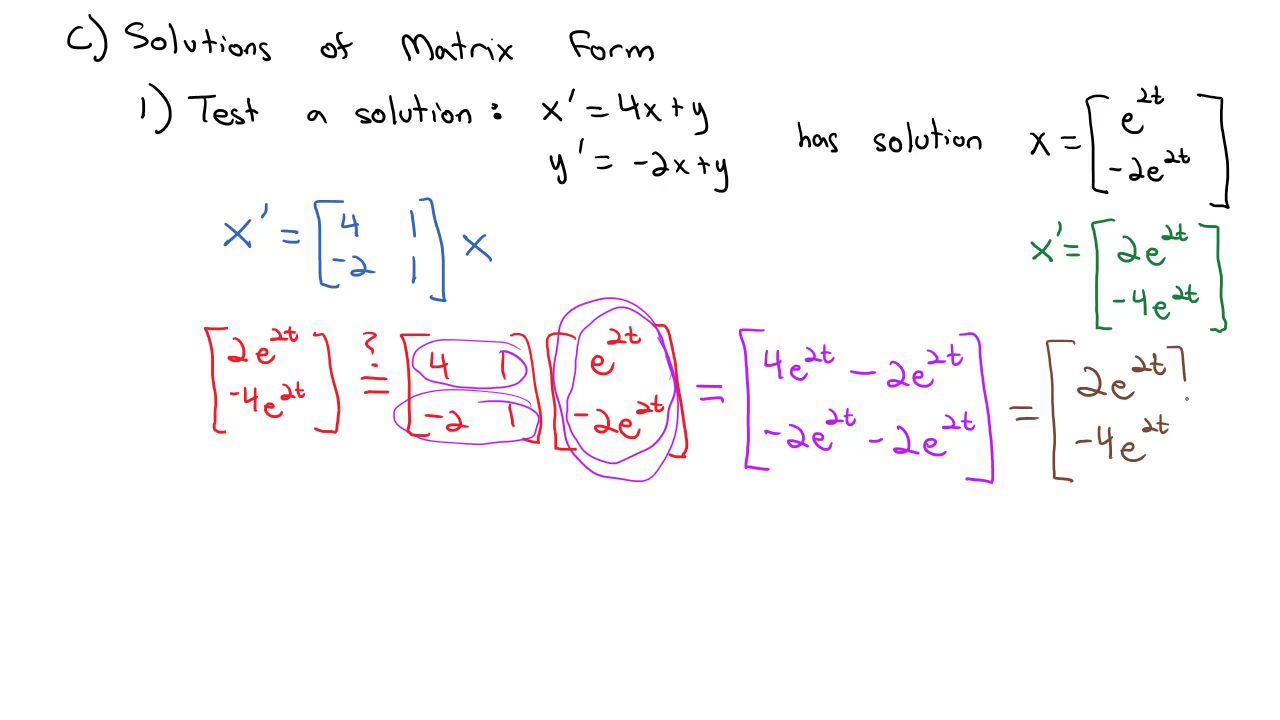 C) Solutions of Matrix Form
1) Test a solution: x' = 4x + y
y' = -2x + y
has solution x = [e^{2t}; -2e^{2t}]
x' = [4 1; -2 1] x
x' = [2e^{2t}; -4e^{2t}]
[2e^{2t}; -4e^{2t}] ≟ [4 1; -2 1] [e^{2t}; -2e^{2t}] = [4e^{2t} - 2e^{2t}; -2e^{2t} - 2e^{2t}] = [2e^{2t}; -4e^{2t}]